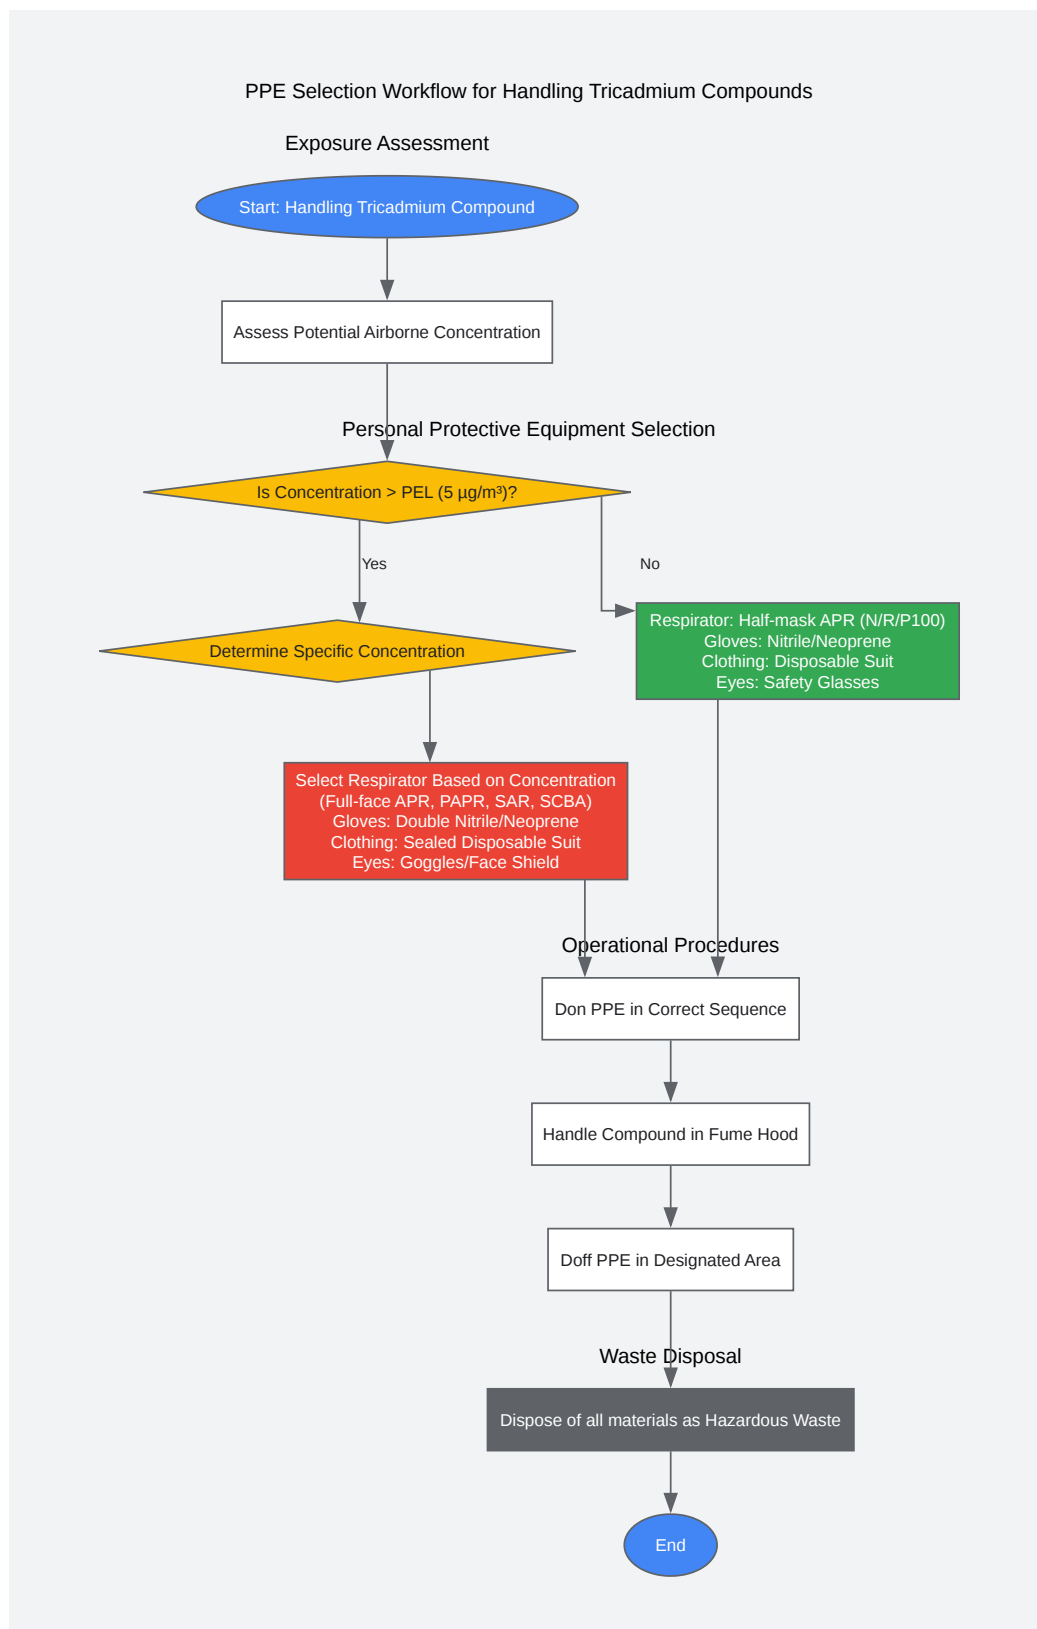 PPE Selection Workflow for Handling Tricadmium Compounds
Exposure Assessment
Start: Handling Tricadmium Compound
Assess Potential Airborne Concentration
Personal Protective Equipment Selection
Is Concentration > PEL (5 µg/m³)?
Yes
No
Determine Specific Concentration
Respirator: Half-mask APR (N/R/P100)
Gloves: Nitrile/Neoprene
Clothing: Disposable Suit
Eyes: Safety Glasses
Select Respirator Based on Concentration
(Full-face APR, PAPR, SAR, SCBA)
Gloves: Double Nitrile/Neoprene
Clothing: Sealed Disposable Suit
Eyes: Goggles/Face Shield
Operational Procedures
Don PPE in Correct Sequence
Handle Compound in Fume Hood
Doff PPE in Designated Area
Waste Disposal
Dispose of all materials as Hazardous Waste
End